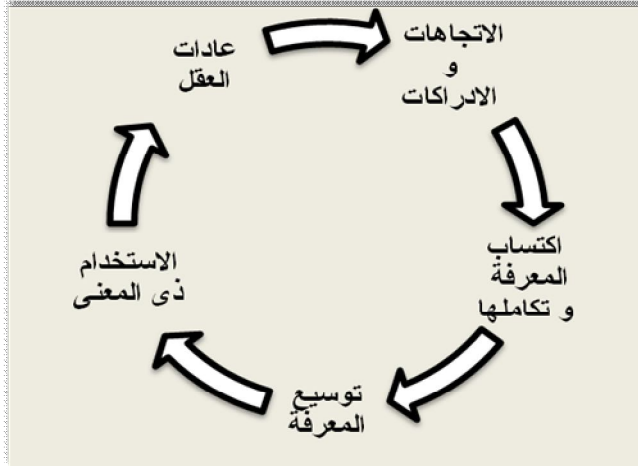 الاتجاهات
و
الادراكات
اكتساب
المعرفة
و تكاملها
توسيع
المعرفة
الاستخدام
ذى المعنى
عادات
العقل